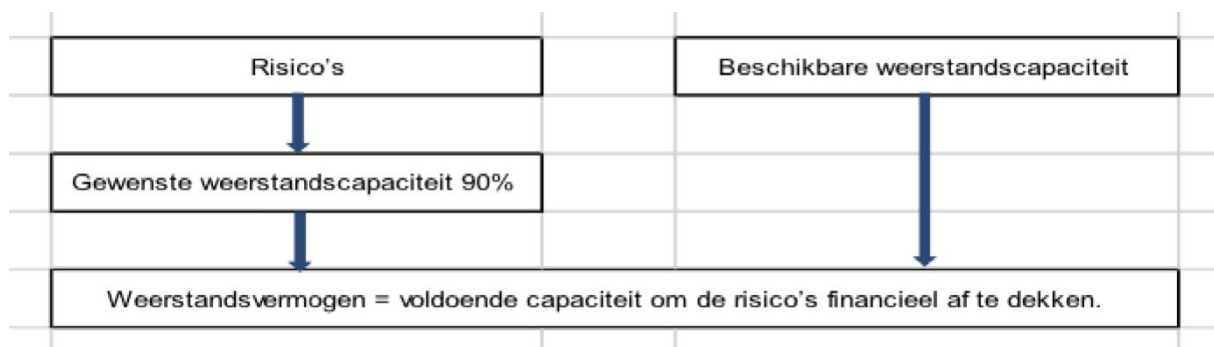 Risico’s
Beschikbare weerstandscapaciteit
Gewenste weerstandscapaciteit 90%
Weerstandsvermogen = voldoende capaciteit om de risico’s financieel af te dekken.